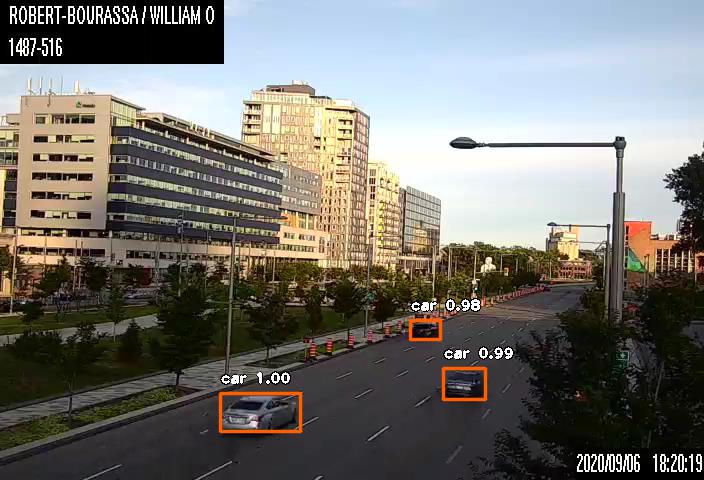 ROBERT-BOURASSA / WILLIAM O
1487-516
car 0.98
car 0.99
car 1.00
2020/09/06 18:20:19